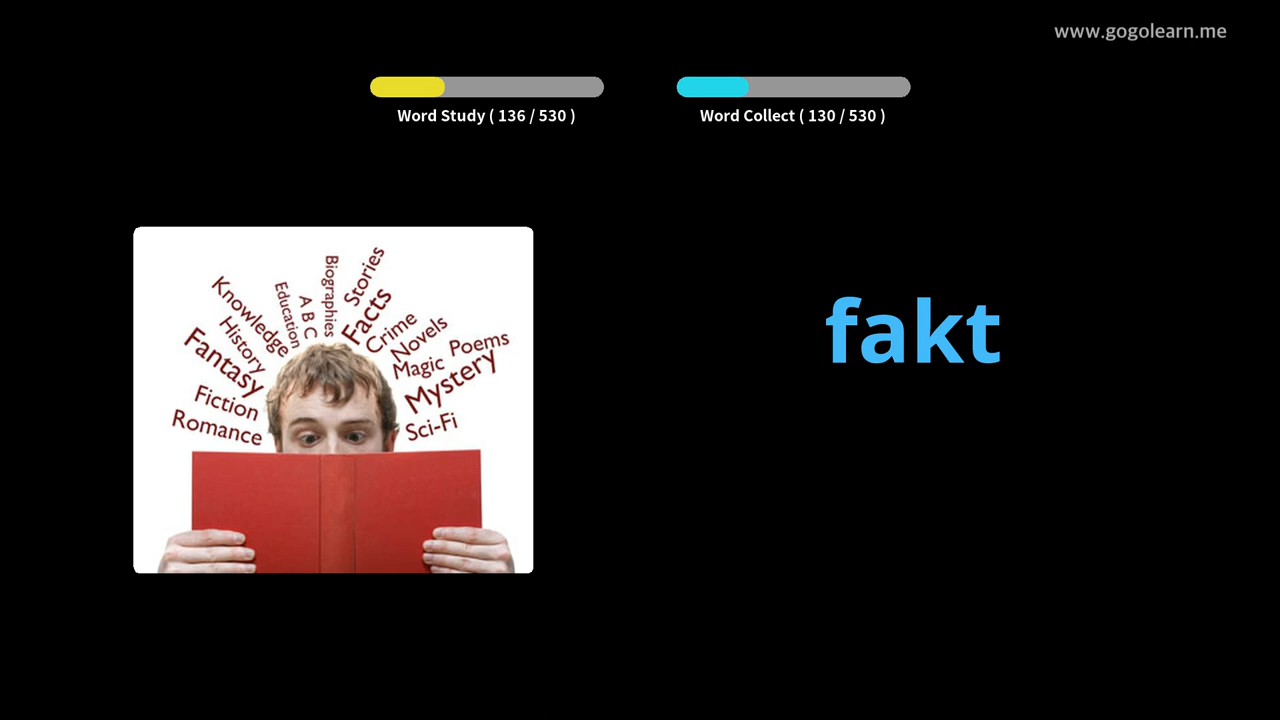 www.gogolearn.me
Word Study ( 136 / 530 )
Word Collect ( 130 / 530 )
fakt
Biographies
Stories
Education
A B C
Facts
Knowledge
Crime
History
Novels
Poems
Fantasy
Magic
Mystery
Fiction
Romance
Sci-Fi